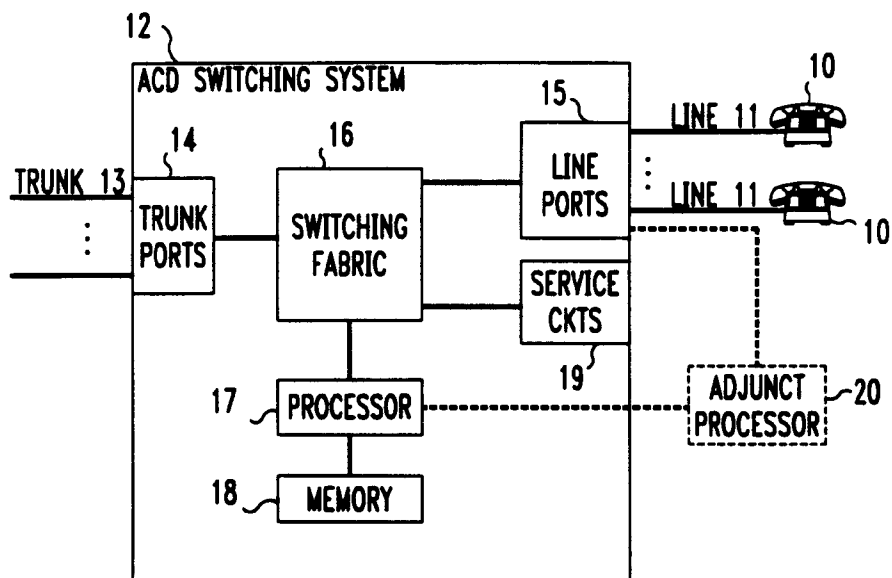 12
ACD SWITCHING SYSTEM
10
15
LINE 11
16
14
TRUNK 13
LINE
PORTS
TRUNK
PORTS
SWITCHING
FABRIC
LINE 11
10
SERVICE
CKTS
19
17
PROCESSOR
ADJUNCT
PROCESSOR
20
18
MEMORY